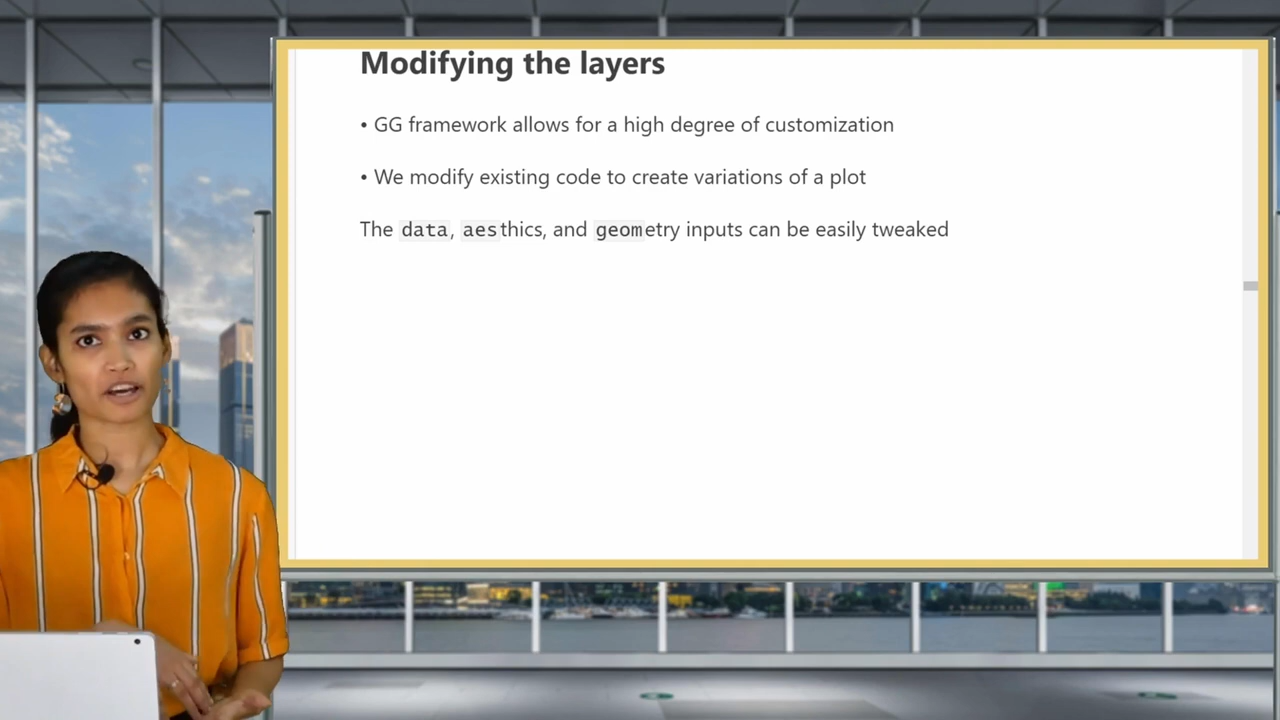 Modifying the layers
• GG framework allows for a high degree of customization
• We modify existing code to create variations of a plot
The data, aesthics, and geometry inputs can be easily tweaked